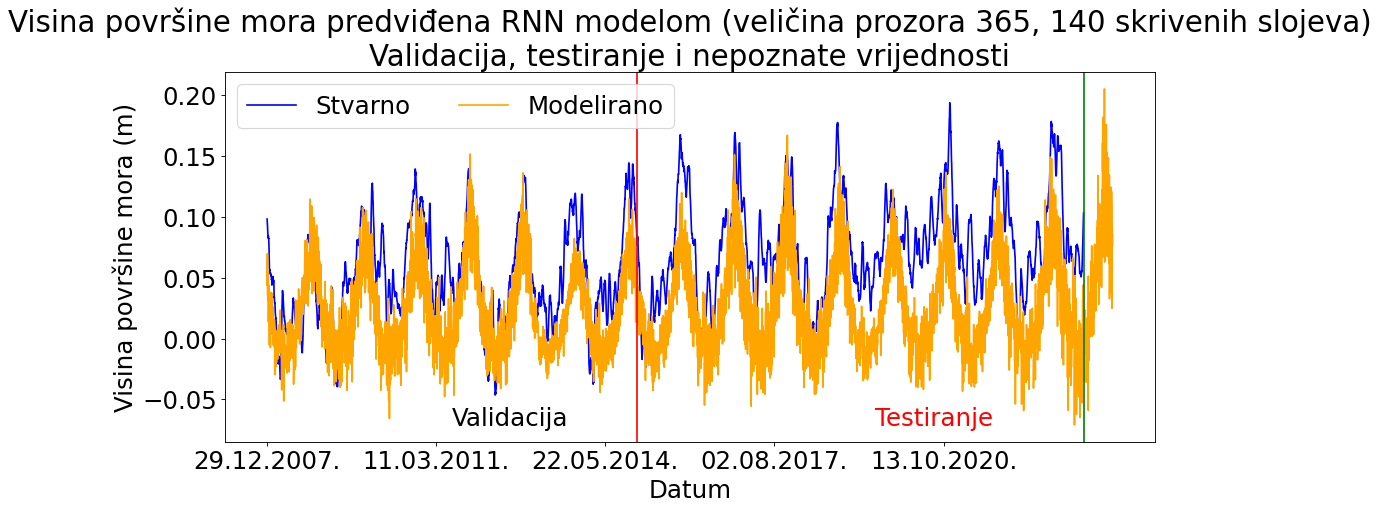 Visina površine mora predviđena RNN modelom (veličina prozora 365, 140 skrivenih slojeva)
Validacija, testiranje i nepoznate vrijednosti
Stvarno
Modelirano
Visina površine mora (m)
0.20
0.15
0.10
0.05
0.00
−0.05
Validacija
Testiranje
29.12.2007.
11.03.2011.
22.05.2014.
02.08.2017.
13.10.2020.
Datum